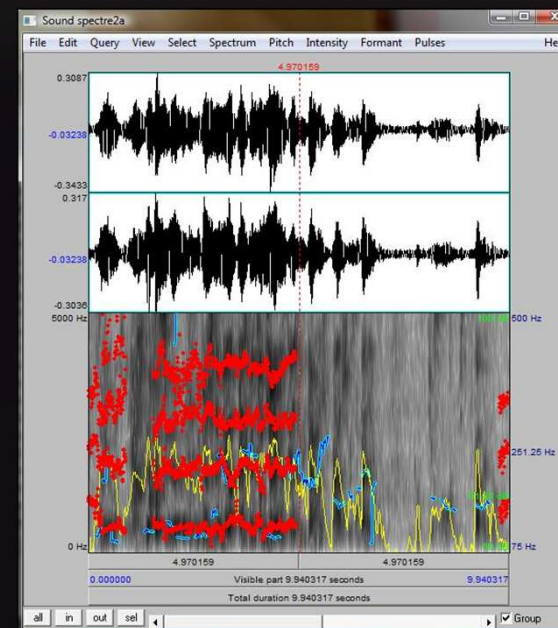 Sound spectre2a
File Edit Query View Select Spectrum Pitch Intensity Formant Pulses He
4.970159
0.3087
-0.03238
-0.3433
0.317
-0.03238
-0.3036
5000 Hz 500 Hz
251.25 Hz
0 Hz 75 Hz
4.970159 4.970159
0.000000 Visible part 9.940317 seconds 9.940317
Total duration 9.940317 seconds
all in out sel Group